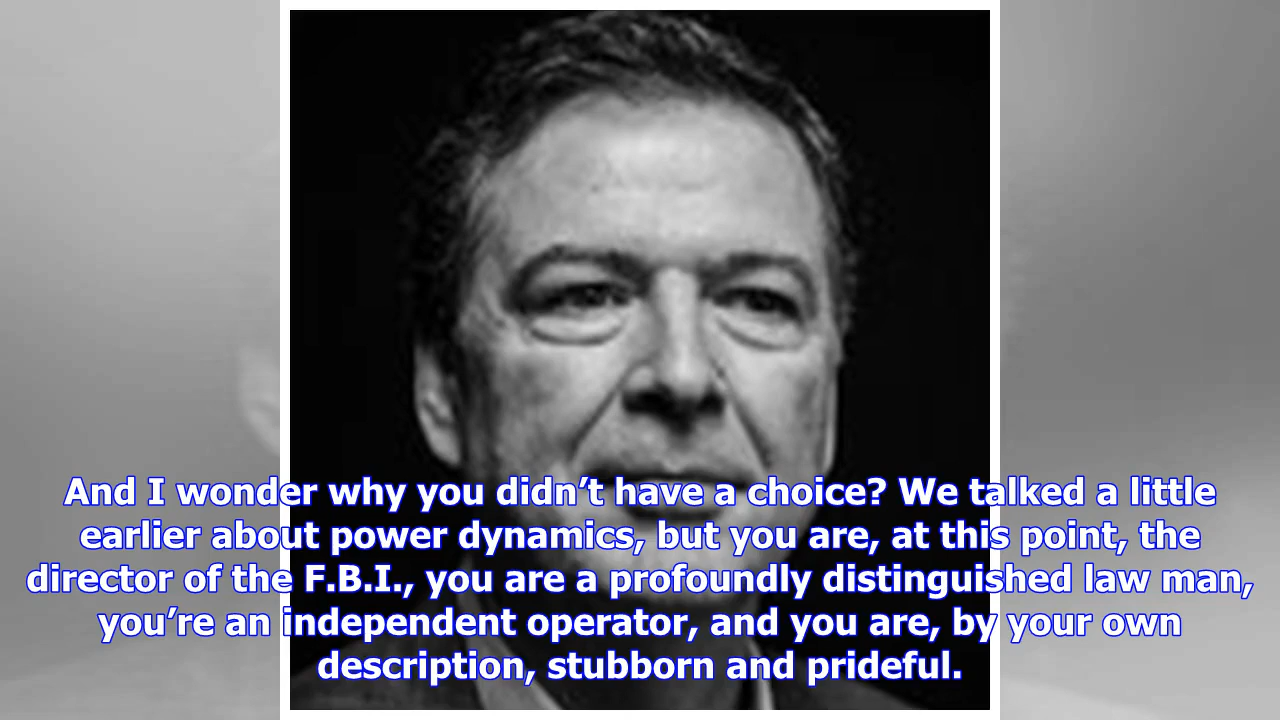 And I wonder why you didn’t have a choice? We talked a little
earlier about power dynamics, but you are, at this point, the
director of the F.B.I., you are a profoundly distinguished law man,
you’re an independent operator, and you are, by your own
description, stubborn and prideful.